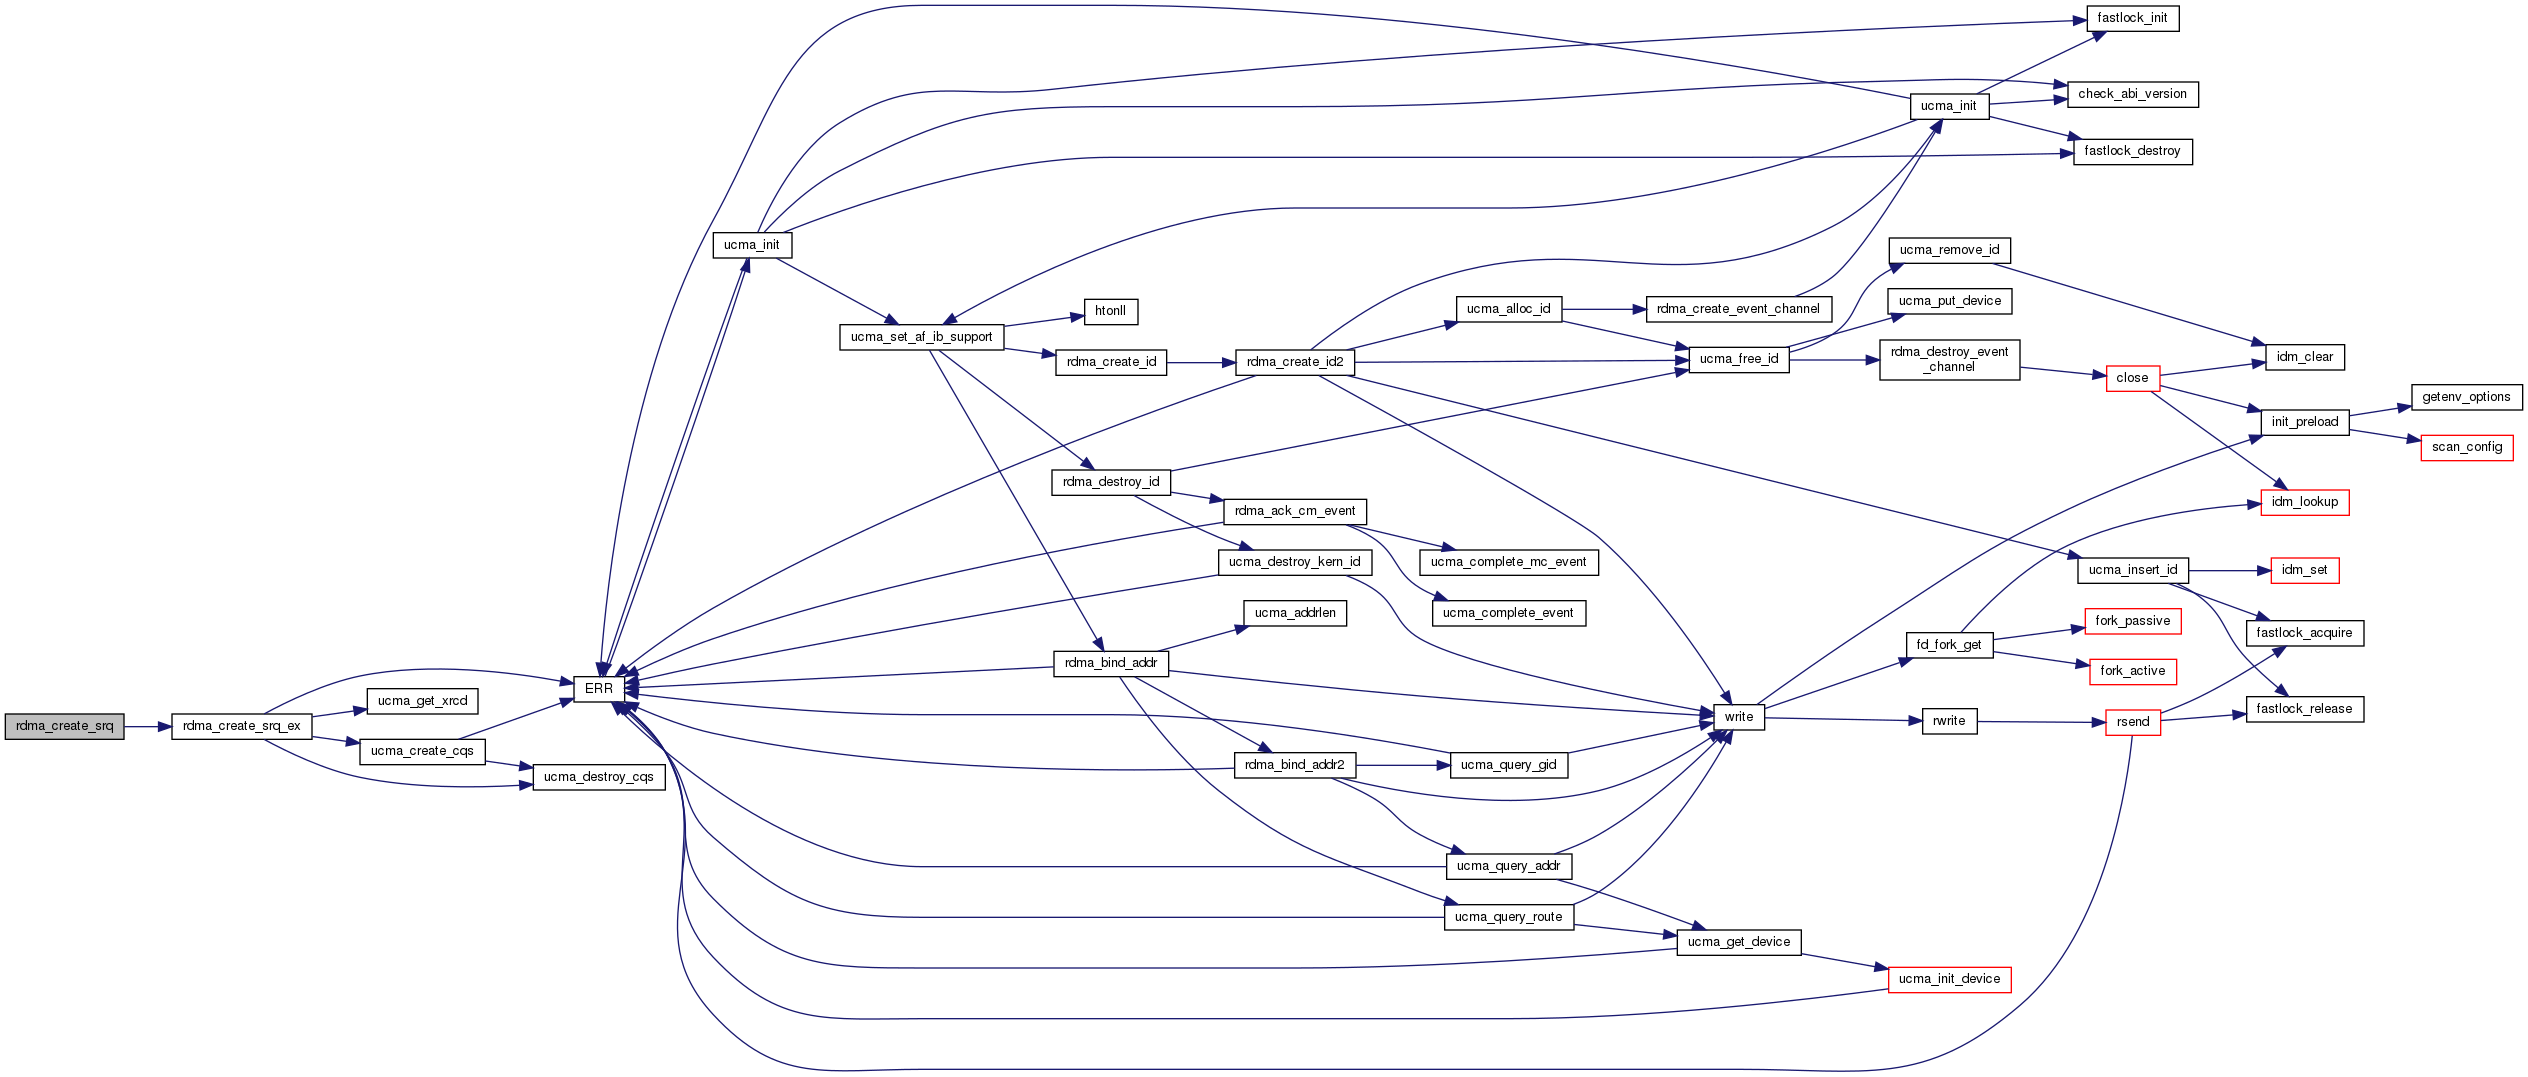 rdma_create_srq
rdma_create_srq_ex
ucma_get_xrcd
ucma_create_cqs
ucma_destroy_cqs
ERR
ucma_init
ucma_set_af_ib_support
htonll
rdma_create_id
rdma_destroy_id
rdma_bind_addr
rdma_create_id2
rdma_ack_cm_event
ucma_destroy_kern_id
ucma_addrlen
rdma_bind_addr2
ucma_alloc_id
ucma_complete_mc_event
ucma_complete_event
ucma_query_gid
ucma_query_addr
ucma_query_route
rdma_create_event_channel
ucma_free_id
write
ucma_get_device
ucma_init
ucma_remove_id
ucma_put_device
rdma_destroy_event
_channel
fd_fork_get
rwrite
ucma_init_device
fastlock_init
check_abi_version
fastlock_destroy
close
ucma_insert_id
fork_passive
fork_active
rsend
idm_clear
init_preload
idm_lookup
idm_set
fastlock_acquire
fastlock_release
getenv_options
scan_config